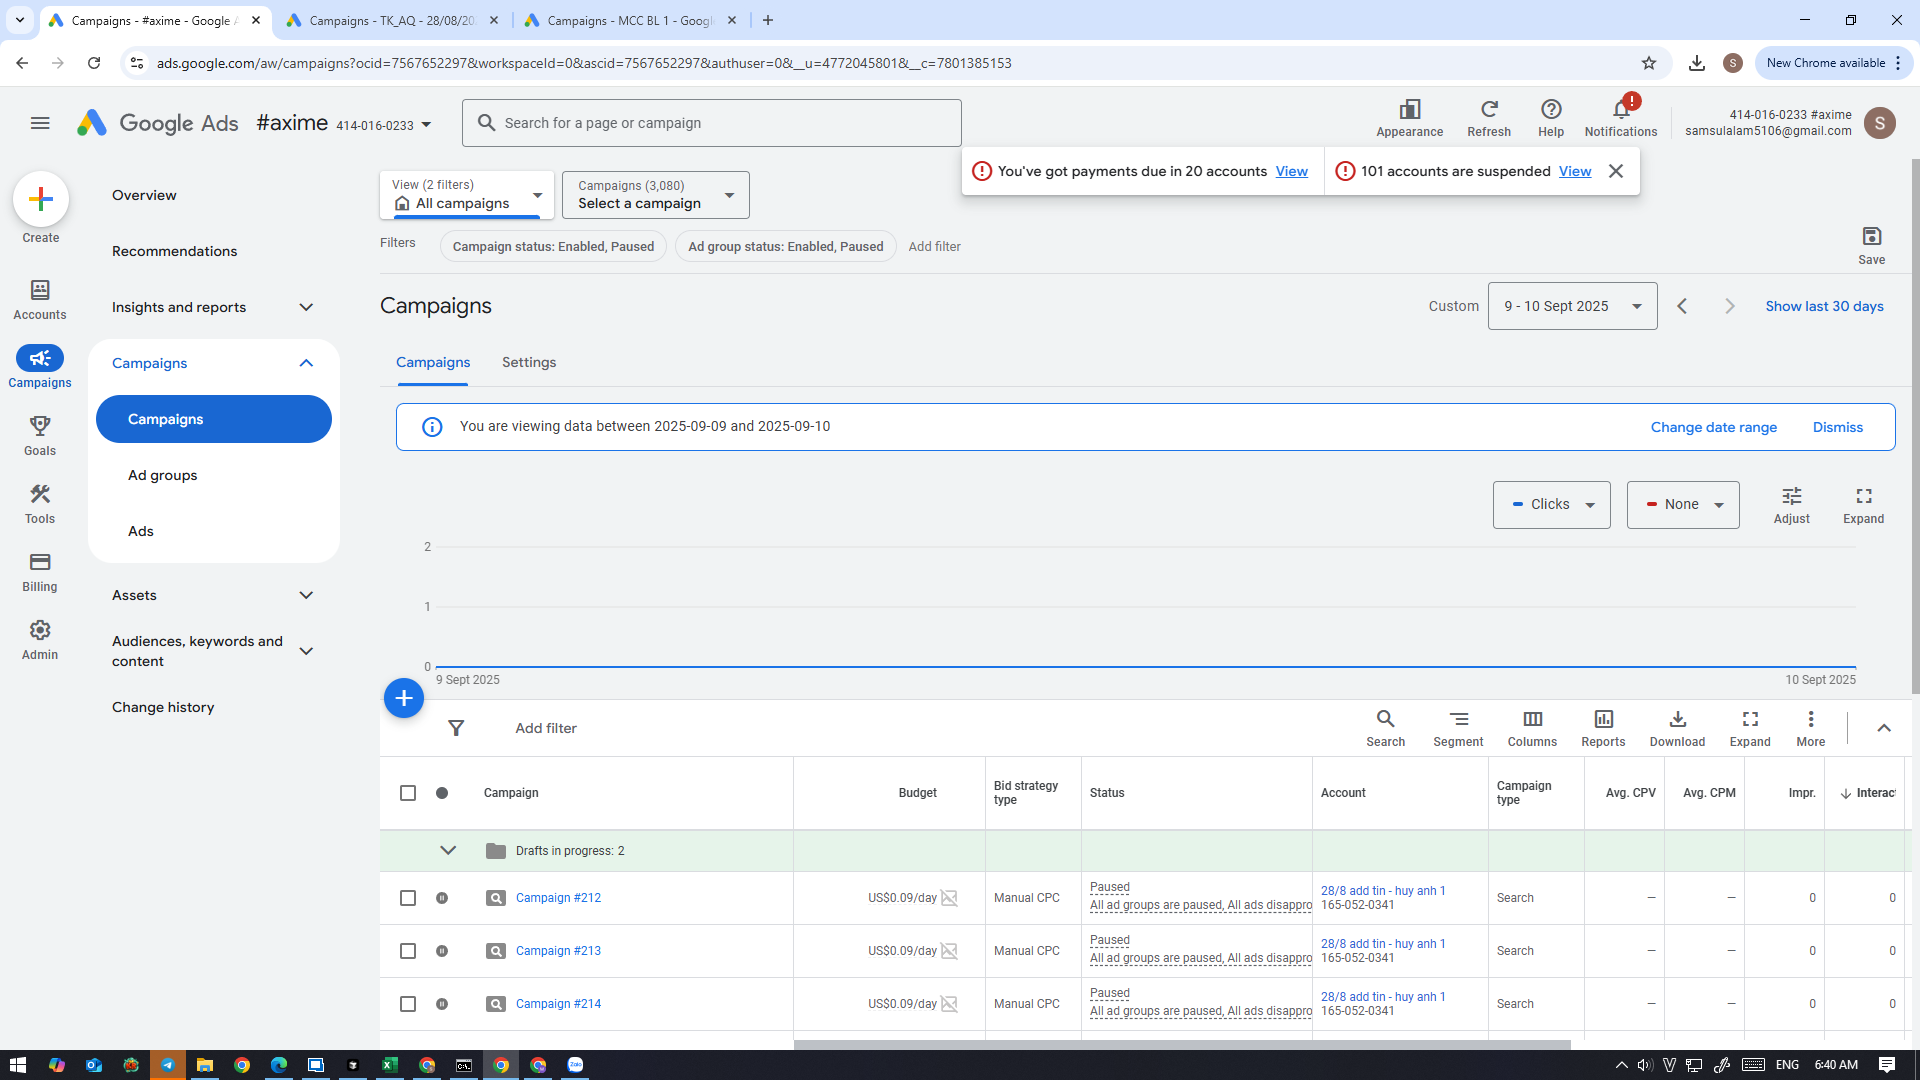 Campaigns - #axime - Google A
Campaigns - TK_AQ - 28/08/20
Campaigns - MCC BL 1 - Googl
ads.google.com/aw/campaigns?ocid=7567652297&workspaceId=0&ascid=7567652297&authuser=0&__u=4772045801&__c=7801385153
S
New Chrome available
Google Ads
#axime 414-016-0233
Search for a page or campaign
Appearance
Refresh
Help
!
Notifications
414-016-0233 #axime
samsulalam5106@gmail.com
S
You've got payments due in 20 accounts View
101 accounts are suspended View
Create
Accounts
Campaigns
Goals
Tools
Billing
Admin
Overview
Recommendations
Insights and reports
Campaigns
Campaigns
Ad groups
Ads
Assets
Audiences, keywords and
content
Change history
View (2 filters)
All campaigns
Campaigns (3,080)
Select a campaign
Filters
Campaign status: Enabled, Paused
Ad group status: Enabled, Paused
Add filter
Save
Campaigns
Custom
9 - 10 Sept 2025
Show last 30 days
Campaigns
Settings
You are viewing data between 2025-09-09 and 2025-09-10
Change date range
Dismiss
Clicks
None
Adjust
Expand
2
1
0
9 Sept 2025
10 Sept 2025
Add filter
Search
Segment
Columns
Reports
Download
Expand
More
Campaign
Budget
Bid strategy
type
Status
Account
Campaign
type
Avg. CPV
Avg. CPM
Impr.
Interac
Drafts in progress: 2
Campaign #212
US$0.09/day
Manual CPC
Paused
All ad groups are paused, All ads disappro
28/8 add tin - huy anh 1
165-052-0341
Search
—
—
0
0
Campaign #213
US$0.09/day
Manual CPC
Paused
All ad groups are paused, All ads disappro
28/8 add tin - huy anh 1
165-052-0341
Search
—
—
0
0
Campaign #214
US$0.09/day
Manual CPC
Paused
All ad groups are paused, All ads disappro
28/8 add tin - huy anh 1
165-052-0341
Search
—
—
0
0
Zalo
ENG
6:40 AM